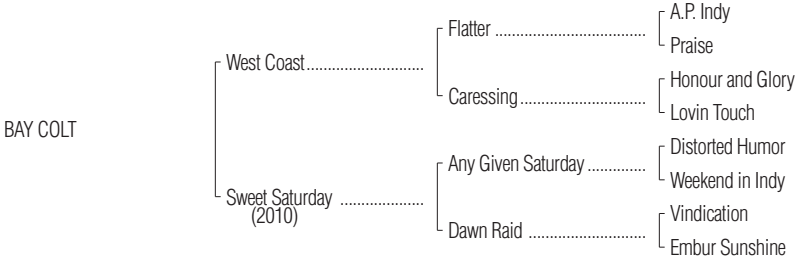 A.P. Indy
Flatter ..................................
Praise
West Coast...........................
Honour and Glory
Caressing.............................
Lovin Touch
BAY COLT
Distorted Humor
Any Given Saturday .............
Weekend in Indy
Sweet Saturday ...................
(2010)
Vindication
Dawn Raid ...........................
Embur Sunshine